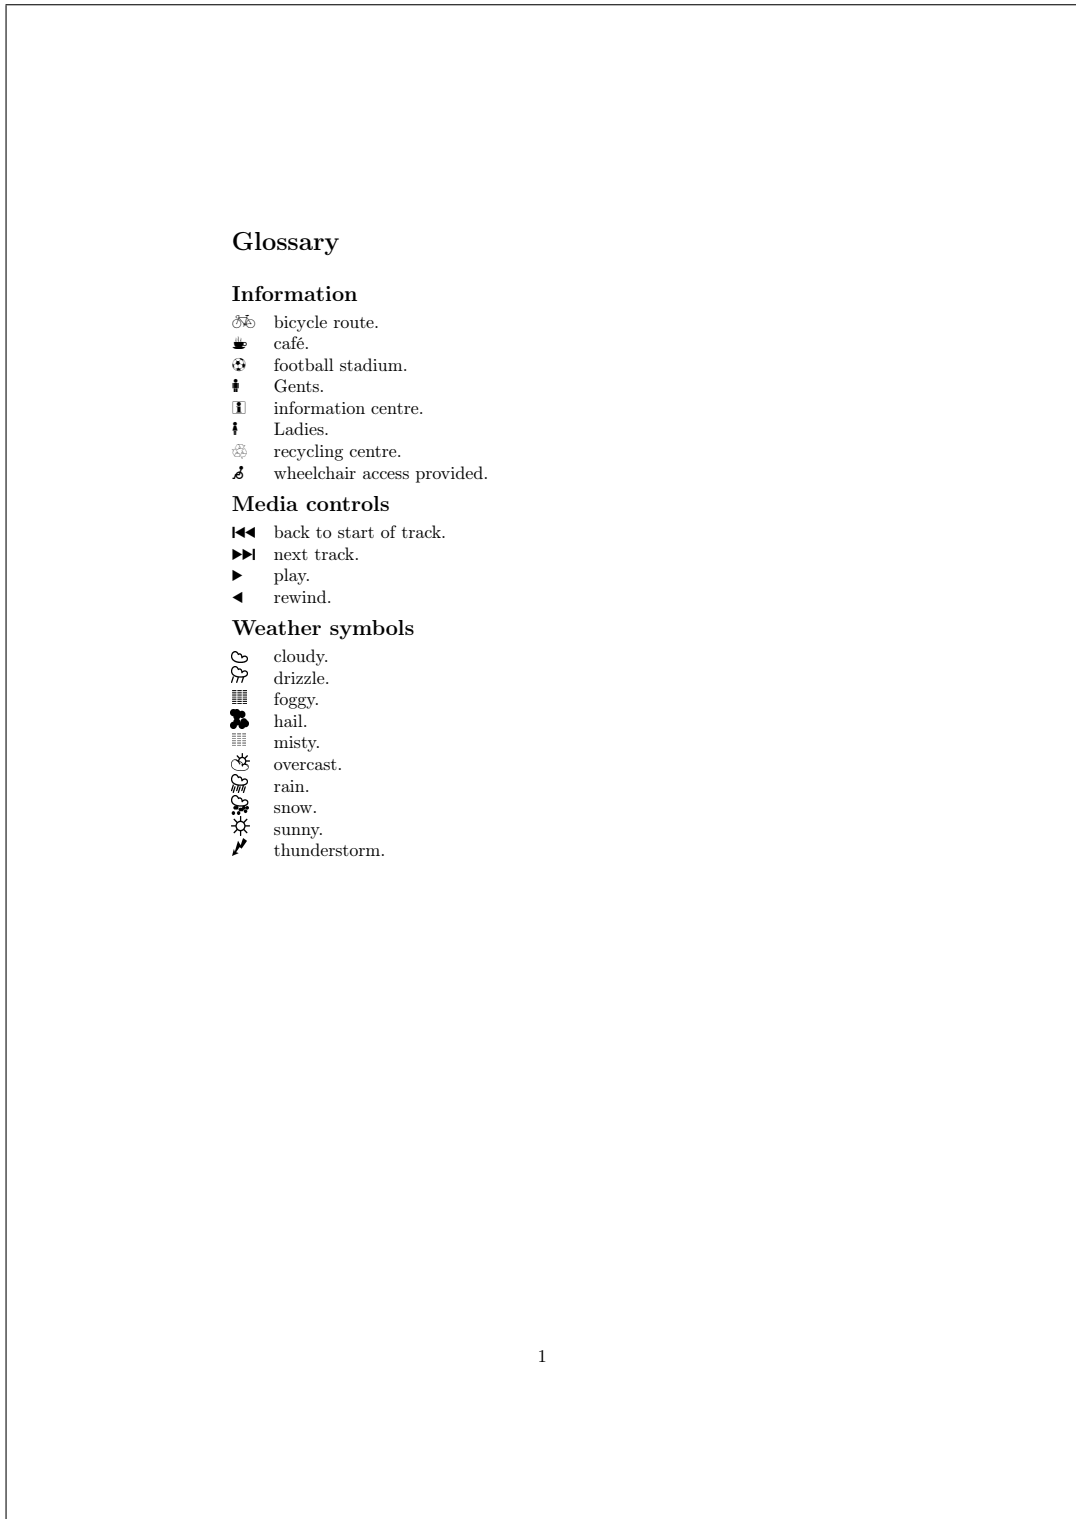 Glossary
Information
bicycle route.
café.
football stadium.
Gents.
information centre.
Ladies.
recycling centre.
wheelchair access provided.
Media controls
back to start of track.
next track.
play.
rewind.
Weather symbols
cloudy.
drizzle.
foggy.
hail.
misty.
overcast.
rain.
snow.
sunny.
thunderstorm.
1